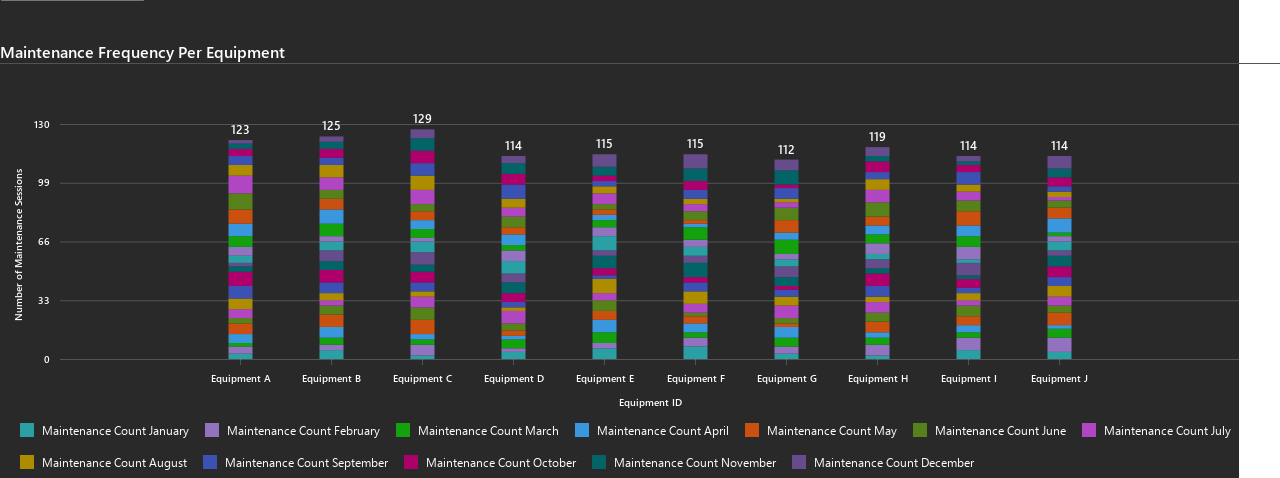 Maintenance Frequency Per Equipment
Number of Maintenance Sessions
130
99
66
33
0
123
125
129
114
115
115
112
119
114
114
Equipment A
Equipment B
Equipment C
Equipment D
Equipment E
Equipment F
Equipment G
Equipment H
Equipment I
Equipment J
Equipment ID
Maintenance Count January
Maintenance Count February
Maintenance Count March
Maintenance Count April
Maintenance Count May
Maintenance Count June
Maintenance Count July
Maintenance Count August
Maintenance Count September
Maintenance Count October
Maintenance Count November
Maintenance Count December